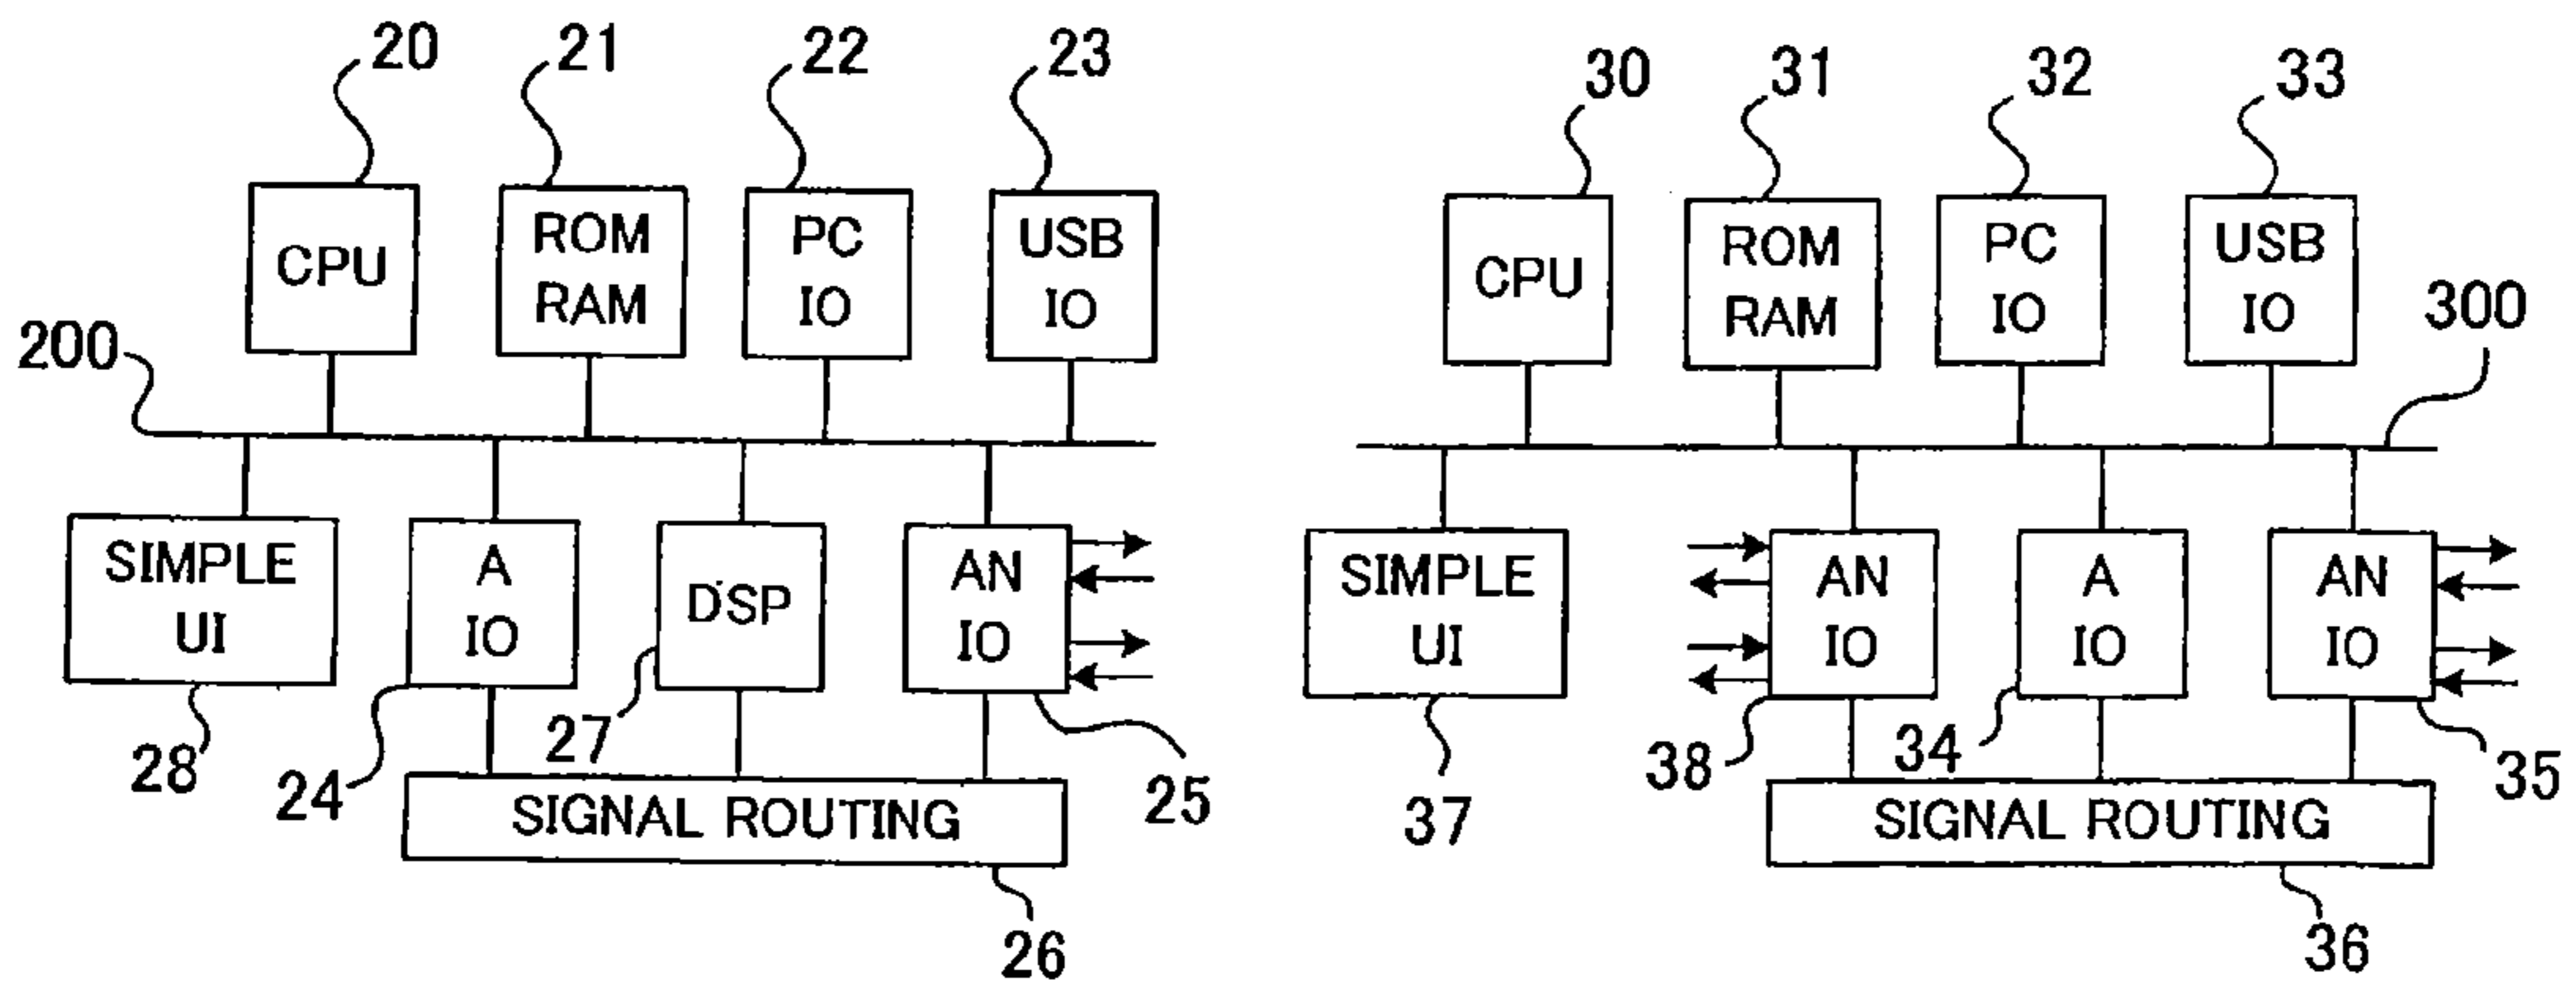 20
21
22
23
CPU
ROM
RAM
PC
IO
USB
IO
200
SIMPLE
UI
A
IO
DSP
AN
IO
28
24
27
25
SIGNAL ROUTING
26
30
31
32
33
CPU
ROM
RAM
PC
IO
USB
IO
300
SIMPLE
UI
AN
IO
A
IO
AN
IO
37
38
34
35
SIGNAL ROUTING
36